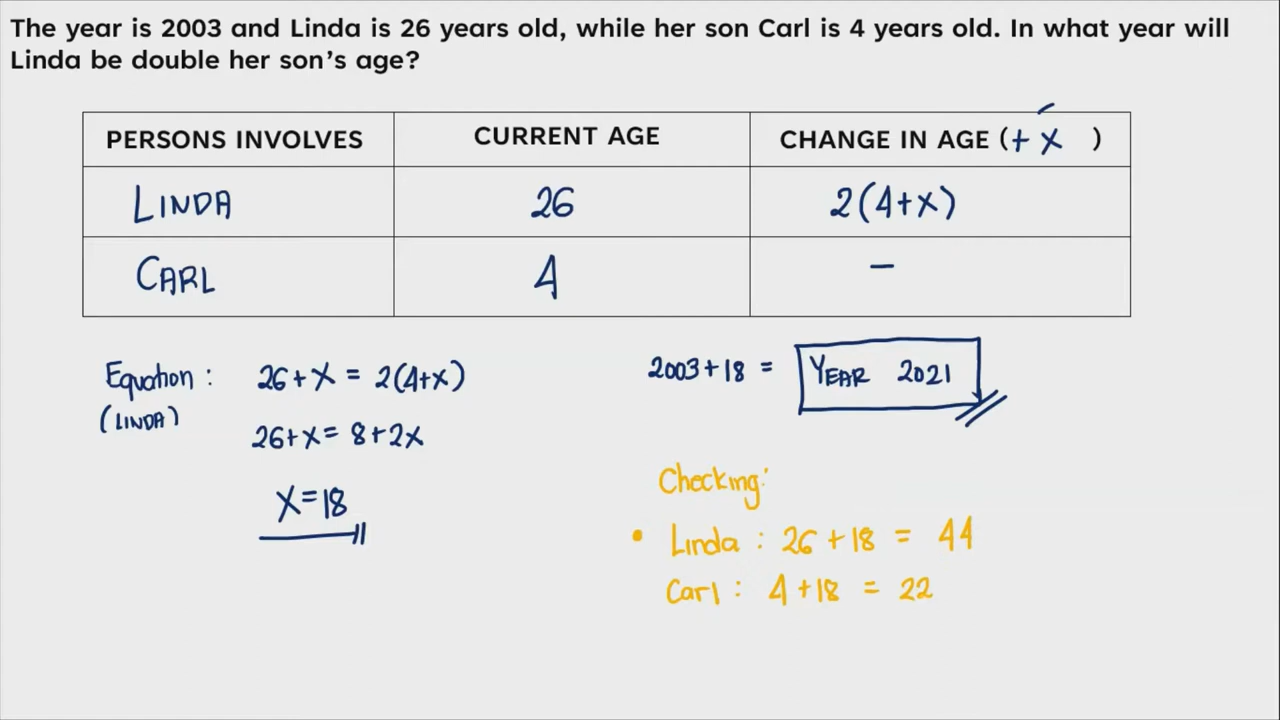 The year is 2003 and Linda is 26 years old, while her son Carl is 4 years old. In what year will
Linda be double her son's age?
PERSONS INVOLVES CURRENT AGE CHANGE IN AGE (+ x )
LINDA 26 2(4+x)
CARL 4 –
Equation : 26+x = 2(4+x)
(LINDA)
26+x = 8+2x
x=18
2003+18 = YEAR 2021
Checking:
• Linda : 26+18 = 44
Carl : 4+18 = 22